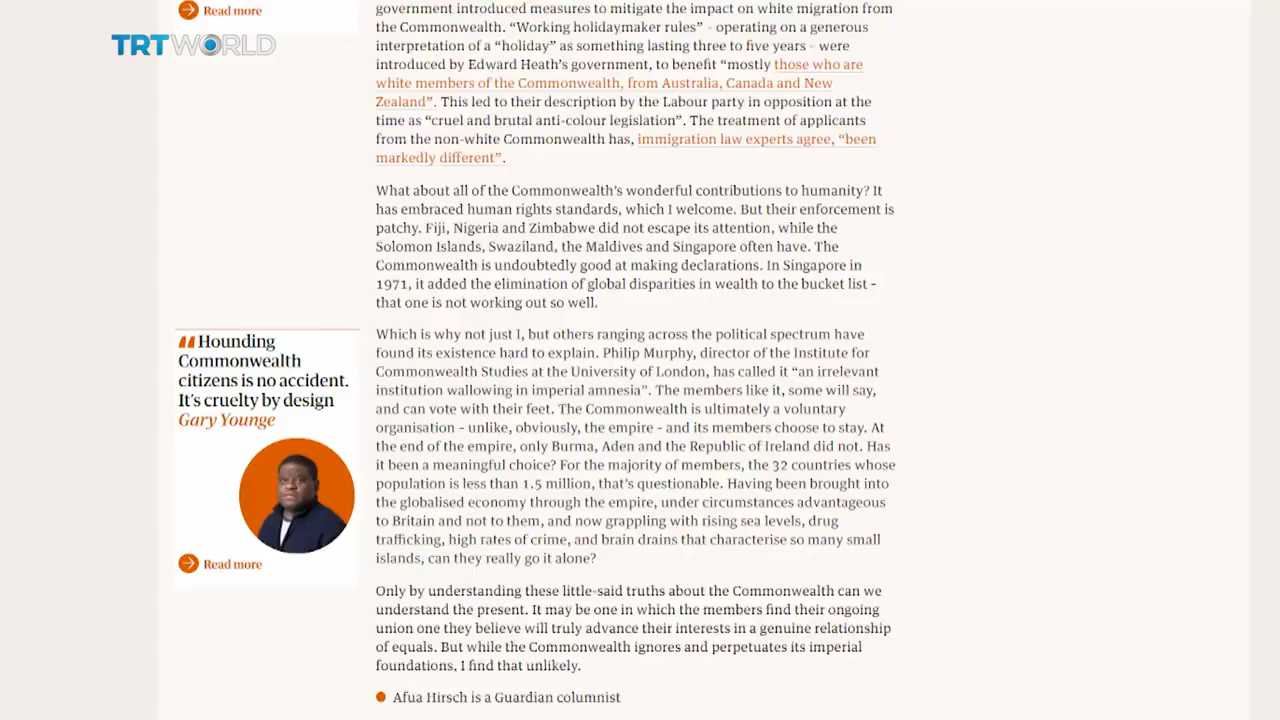 Read more
TRT WORLD
government introduced measures to mitigate the impact on white migration from
the Commonwealth. “Working holidaymaker rules” - operating on a generous
interpretation of a “holiday” as something lasting three to five years - were
introduced by Edward Heath’s government, to benefit “mostly those who are
white members of the Commonwealth, from Australia, Canada and New
Zealand”. This led to their description by the Labour party in opposition at the
time as “cruel and brutal anti-colour legislation”. The treatment of applicants
from the non-white Commonwealth has, immigration law experts agree, “been
markedly different”.
What about all of the Commonwealth’s wonderful contributions to humanity? It
has embraced human rights standards, which I welcome. But their enforcement is
patchy. Fiji, Nigeria and Zimbabwe did not escape its attention, while the
Solomon Islands, Swaziland, the Maldives and Singapore often have. The
Commonwealth is undoubtedly good at making declarations. In Singapore in
1971, it added the elimination of global disparities in wealth to the bucket list –
that one is not working out so well.
Which is why not just I, but others ranging across the political spectrum have
found its existence hard to explain. Philip Murphy, director of the Institute for
Commonwealth Studies at the University of London, has called it “an irrelevant
institution wallowing in imperial amnesia”. The members like it, some will say,
and can vote with their feet. The Commonwealth is ultimately a voluntary
organisation – unlike, obviously, the empire – and its members choose to stay. At
the end of the empire, only Burma, Aden and the Republic of Ireland did not. Has
it been a meaningful choice? For the majority of members, the 32 countries whose
population is less than 1.5 million, that’s questionable. Having been brought into
the globalised economy through the empire, under circumstances advantageous
to Britain and not to them, and now grappling with rising sea levels, drug
trafficking, high rates of crime, and brain drains that characterise so many small
islands, can they really go it alone?
Only by understanding these little-said truths about the Commonwealth can we
understand the present. It may be one in which the members find their ongoing
union one they believe will truly advance their interests in a genuine relationship
of equals. But while the Commonwealth ignores and perpetuates its imperial
foundations, I find that unlikely.
Afua Hirsch is a Guardian columnist
“Hounding
Commonwealth
citizens is no accident.
It’s cruelty by design
Gary Younge
Read more